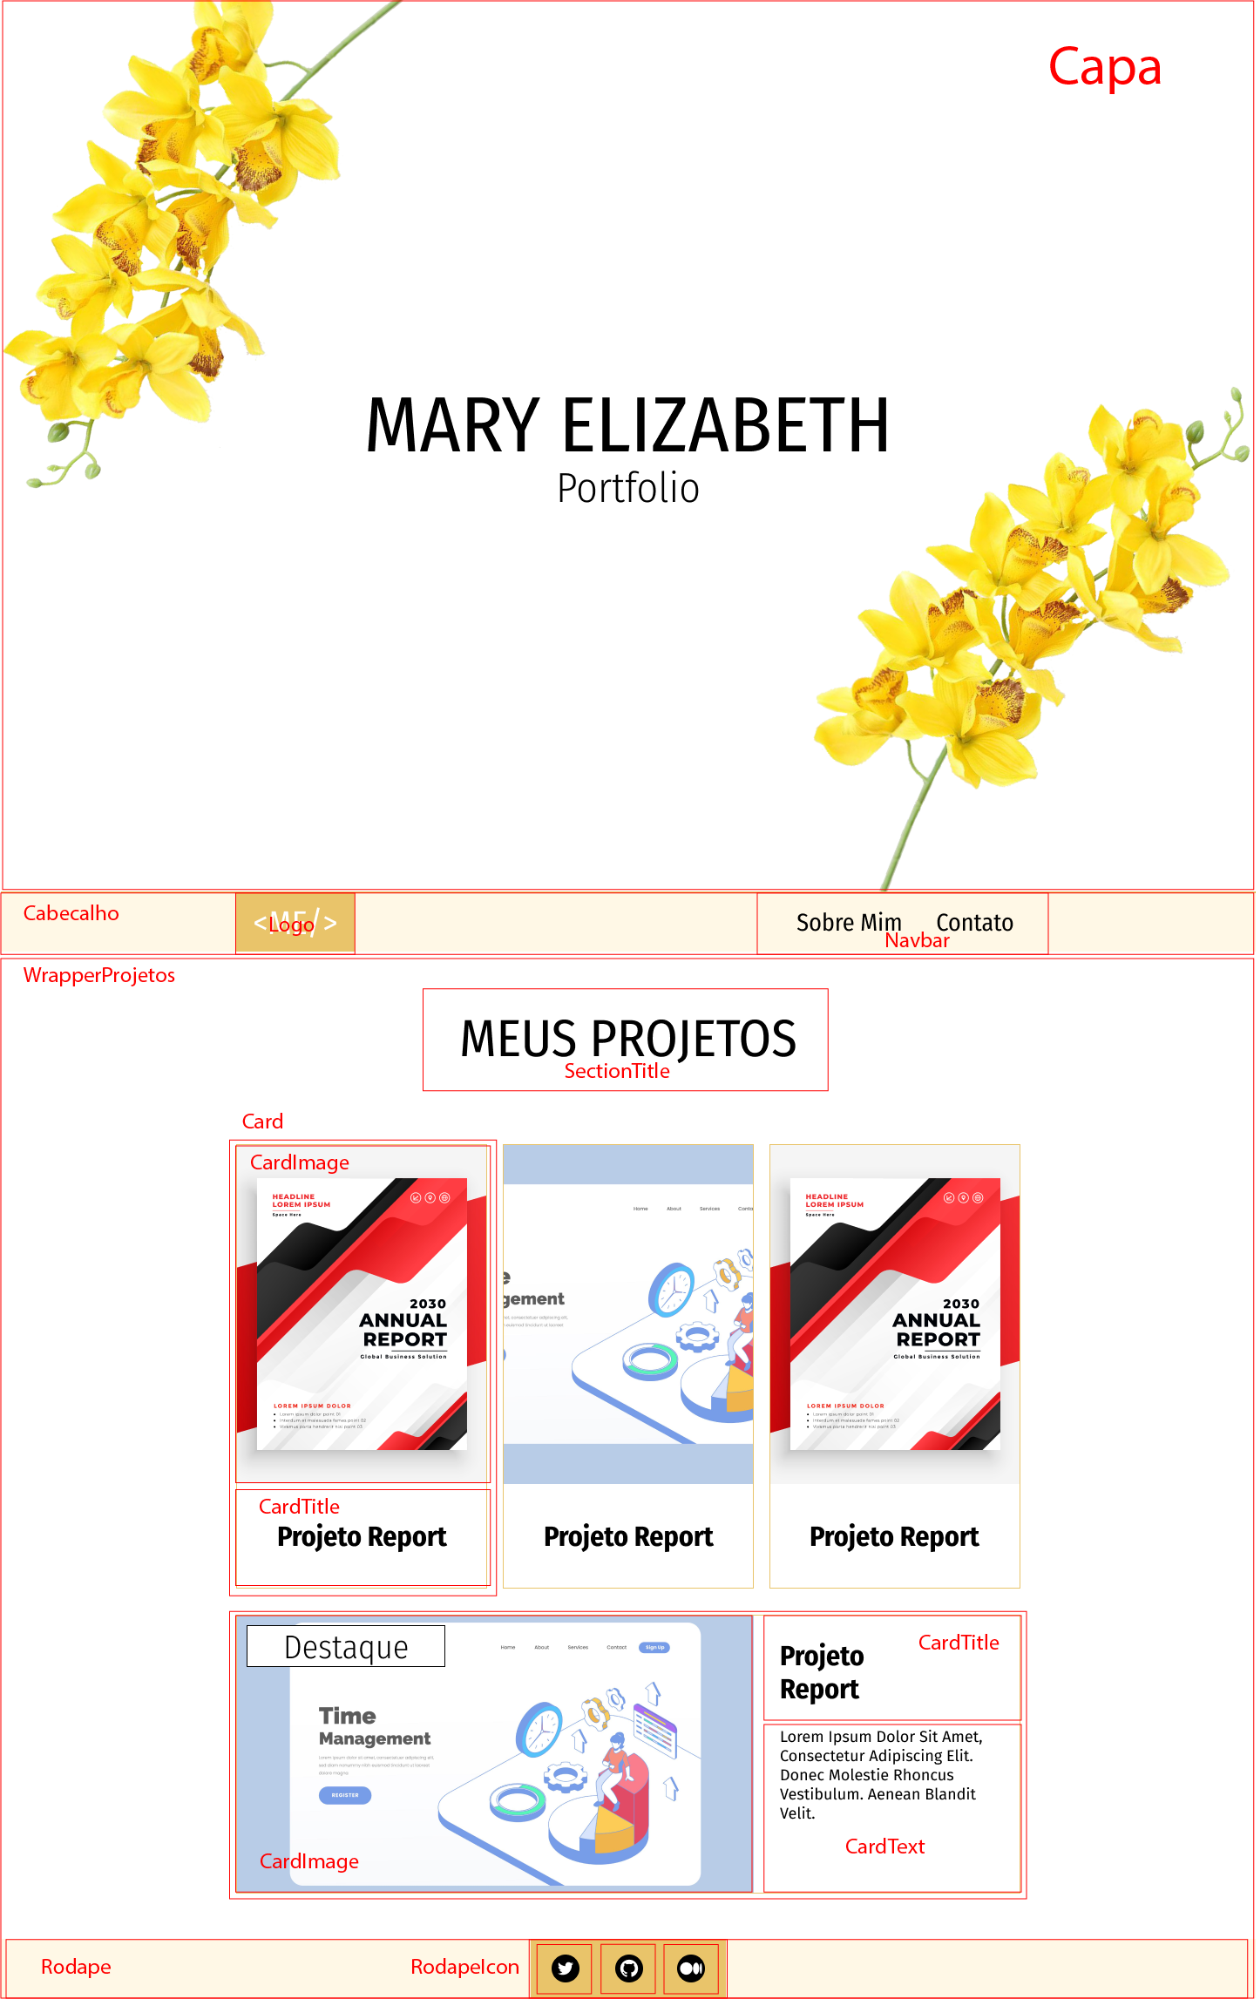 Capa
MARY ELIZABETH
Portfolio
Cabecalho
<ME/>
Logo
Sobre Mim
Contato
Navbar
WrapperProjetos
MEUS PROJETOS
SectionTitle
Card
CardImage
HEADLINE
LOREM IPSUM
Space Here
2030
ANNUAL
REPORT
Global Business Solution
LOREM IPSUM DOLOR
CardTitle
Projeto Report
Home
About
Services
gement
Projeto Report
HEADLINE
LOREM IPSUM
Space Here
2030
ANNUAL
REPORT
Global Business Solution
LOREM IPSUM DOLOR
Projeto Report
Destaque
Home
About
Services
Contact
Sign Up
Time
Management
REGISTER
CardImage
Projeto
Report
CardTitle
Lorem Ipsum Dolor Sit Amet,
Consectetur Adipiscing Elit.
Donec Molestie Rhoncus
Vestibulum. Aenean Blandit
Velit.
CardText
Rodape
RodapeIcon